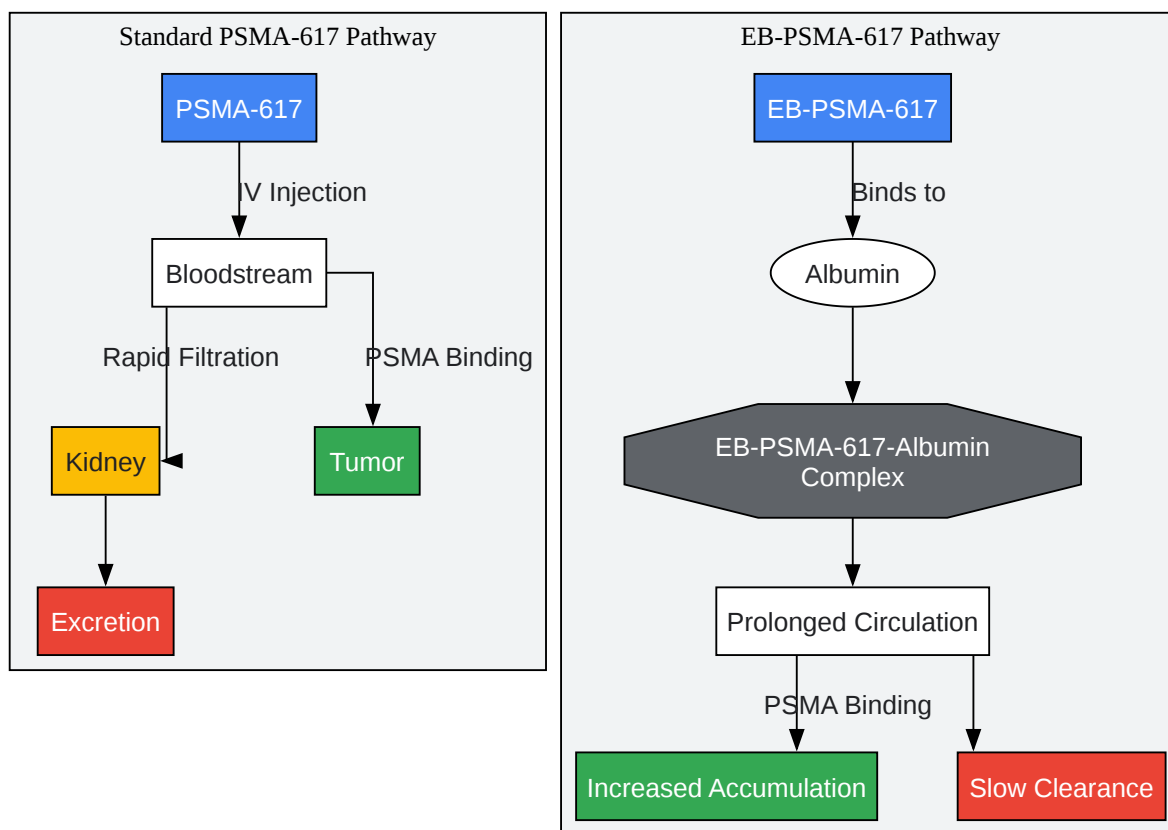 Standard PSMA-617 Pathway
PSMA-617
IV Injection
Bloodstream
Rapid Filtration
PSMA Binding
Kidney
Tumor
Excretion
EB-PSMA-617 Pathway
EB-PSMA-617
Binds to
Albumin
EB-PSMA-617-Albumin
Complex
Prolonged Circulation
PSMA Binding
Increased Accumulation
Slow Clearance